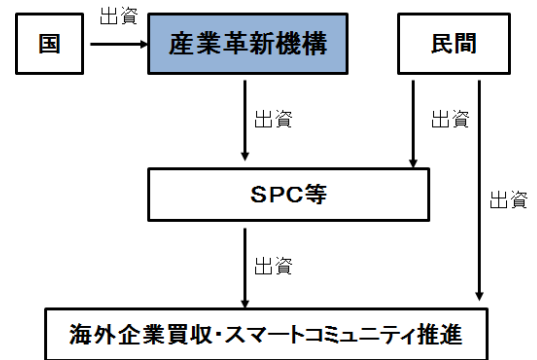 国
出資
産業革新機構
民間
出資
出資
SPC等
出資
出資
海外企業買収・スマートコミュニティ推進